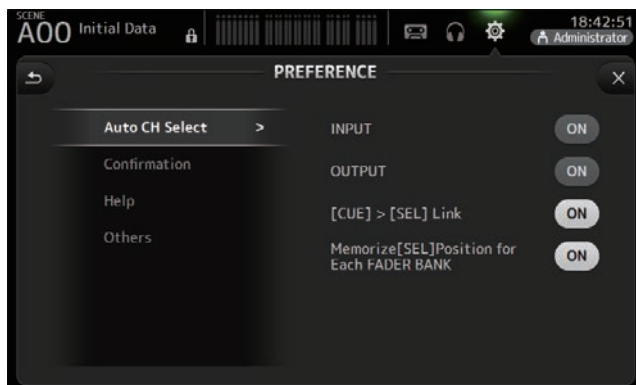 SCENE
A00 Initial Data
18:42:51
Administrator
PREFERENCE
Auto CH Select >
INPUT ON
Confirmation
OUTPUT ON
Help
[CUE] > [SEL] Link ON
Others
Memorize[SEL]Position for
Each FADER BANK ON